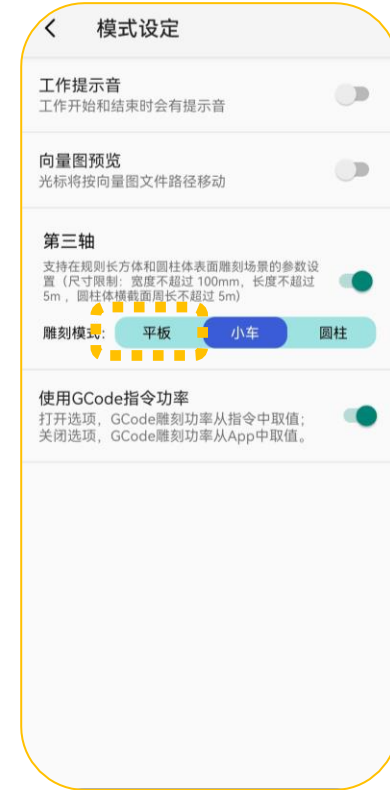 模式设定
工作提示音
工作开始和结束时会有提示音
向量图预览
光标将按向量图文件路径移动
第三轴
支持在规则长方体和圆柱体表面雕刻场景的参数设
置（尺寸限制：宽度不超过 100mm，长度不超过
5m ，圆柱体横截面周长不超过 5m)
雕刻模式: 平板 小车 圆柱
使用GCode指令功率
打开选项，GCode雕刻功率从指令中取值；
关闭选项，GCode雕刻功率从App中取值。